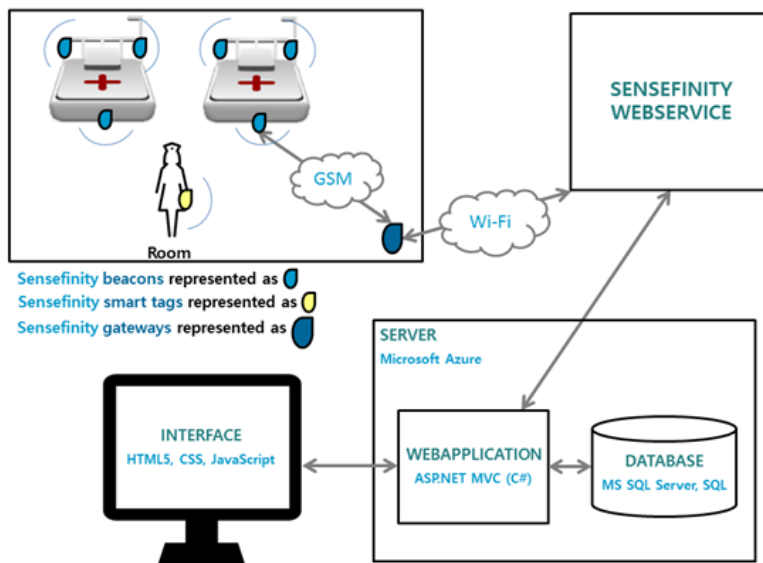 SENSEFINITY
WEBSERVICE
GSM
Wi-Fi
Room
Sensefinity beacons represented as
Sensefinity smart tags represented as
Sensefinity gateways represented as
SERVER
Microsoft Azure
INTERFACE
HTML5, CSS, JavaScript
WEBAPPLICATION
ASP.NET MVC (C#)
DATABASE
MS SQL Server, SQL